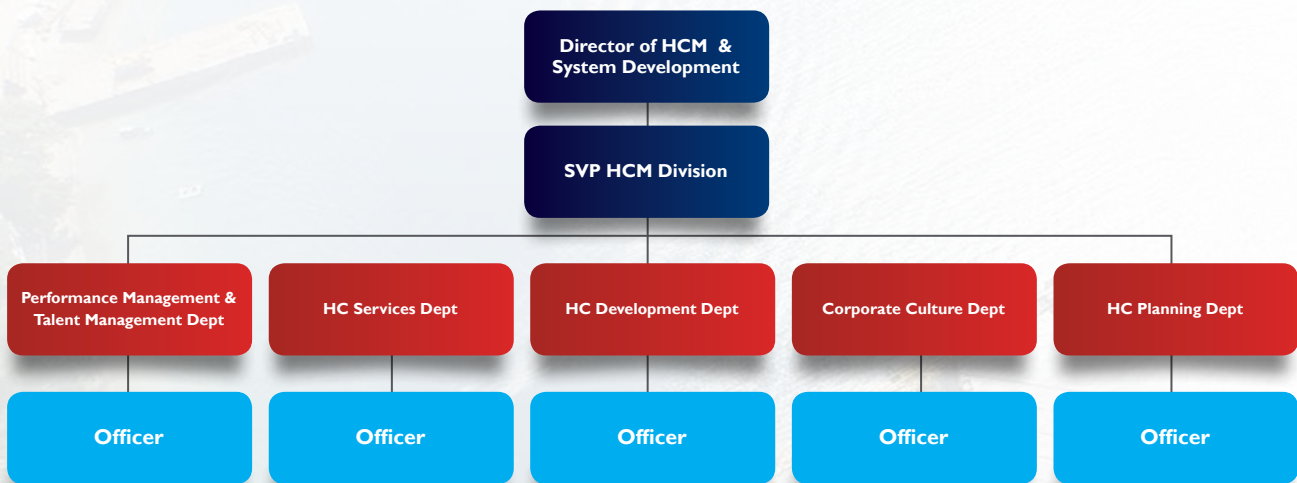 Director of HCM &
System Development
SVP HCM Division
Performance Management &
Talent Management Dept
HC Services Dept
HC Development Dept
Corporate Culture Dept
HC Planning Dept
Officer
Officer
Officer
Officer
Officer